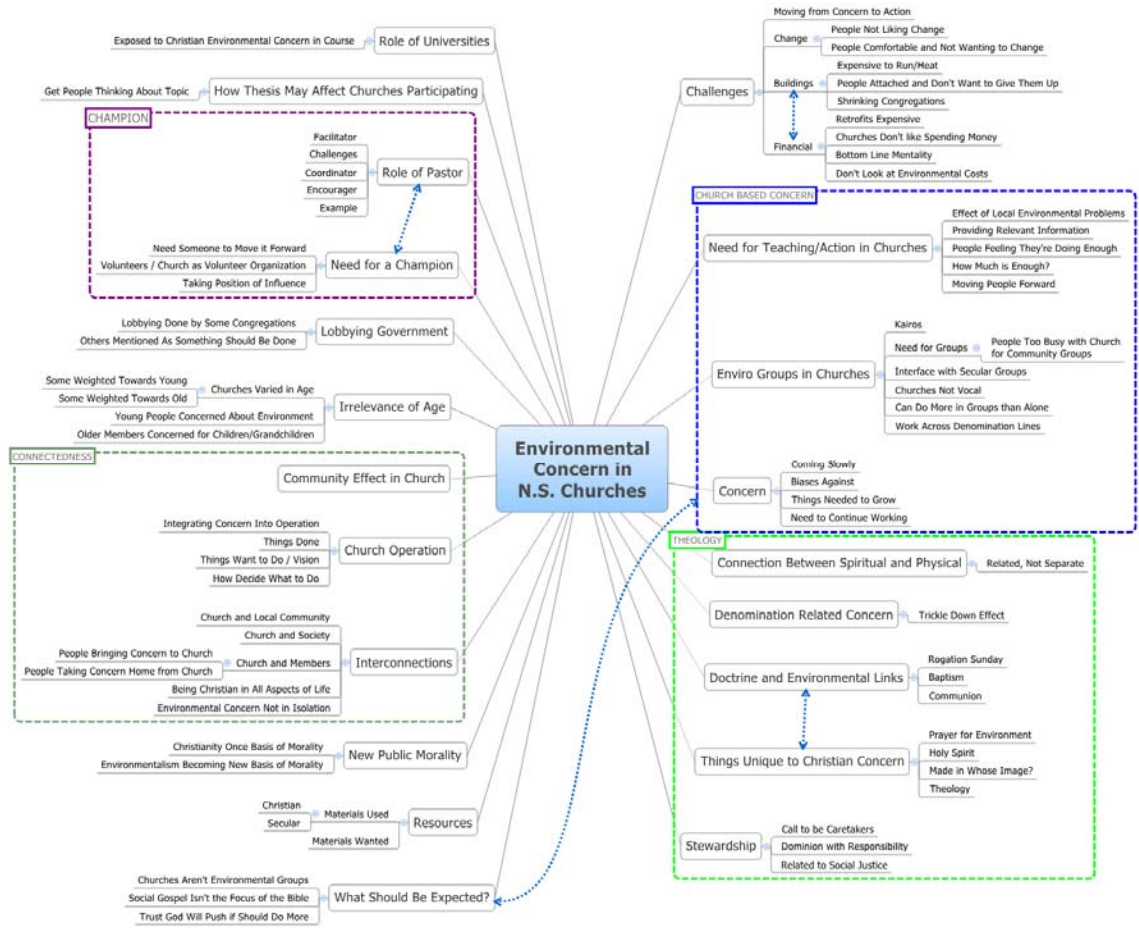 Environmental
Concern in
N.S. Churches
Exposed to Christian Environmental Concern in Course
Role of Universities
Get People Thinking About Topic
How Thesis May Affect Churches Participating
CHAMPION
Facilitator
Challenges
Coordinator
Encourager
Example
Role of Pastor
Need Someone to Move it Forward
Volunteers / Church as Volunteer Organization
Taking Position of Influence
Need for a Champion
Lobbying Done by Some Congregations
Others Mentioned As Something Should Be Done
Lobbying Government
Some Weighted Towards Young
Some Weighted Towards Old
Churches Varied in Age
Young People Concerned About Environment
Older Members Concerned for Children/Grandchildren
Irrelevance of Age
CONNECTEDNESS
Community Effect in Church
Integrating Concern Into Operation
Things Done
Things Want to Do / Vision
How Decide What to Do
Church Operation
Church and Local Community
Church and Society
People Bringing Concern to Church
People Taking Concern Home from Church
Church and Members
Being Christian in All Aspects of Life
Environmental Concern Not in Isolation
Interconnections
Christianity Once Basis of Morality
Environmentalism Becoming New Basis of Morality
New Public Morality
Christian
Secular
Materials Used
Materials Wanted
Resources
Churches Aren't Environmental Groups
Social Gospel Isn't the Focus of the Bible
Trust God Will Push if Should Do More
What Should Be Expected?
Challenges
Moving from Concern to Action
Change
People Not Liking Change
People Comfortable and Not Wanting to Change
Buildings
Expensive to Run/Heat
People Attached and Don't Want to Give Them Up
Shrinking Congregations
Financial
Retrofits Expensive
Churches Don't like Spending Money
Bottom Line Mentality
Don't Look at Environmental Costs
CHURCH BASED CONCERN
Need for Teaching/Action in Churches
Effect of Local Environmental Problems
Providing Relevant Information
People Feeling They're Doing Enough
How Much is Enough?
Moving People Forward
Enviro Groups in Churches
Kairos
Need for Groups
People Too Busy with Church
for Community Groups
Interface with Secular Groups
Churches Not Vocal
Can Do More in Groups than Alone
Work Across Denomination Lines
Concern
Coming Slowly
Biases Against
Things Needed to Grow
Need to Continue Working
THEOLOGY
Connection Between Spiritual and Physical
Related, Not Separate
Denomination Related Concern
Trickle Down Effect
Doctrine and Environmental Links
Rogation Sunday
Baptism
Communion
Things Unique to Christian Concern
Prayer for Environment
Holy Spirit
Made in Whose Image?
Theology
Stewardship
Call to be Caretakers
Dominion with Responsibility
Related to Social Justice